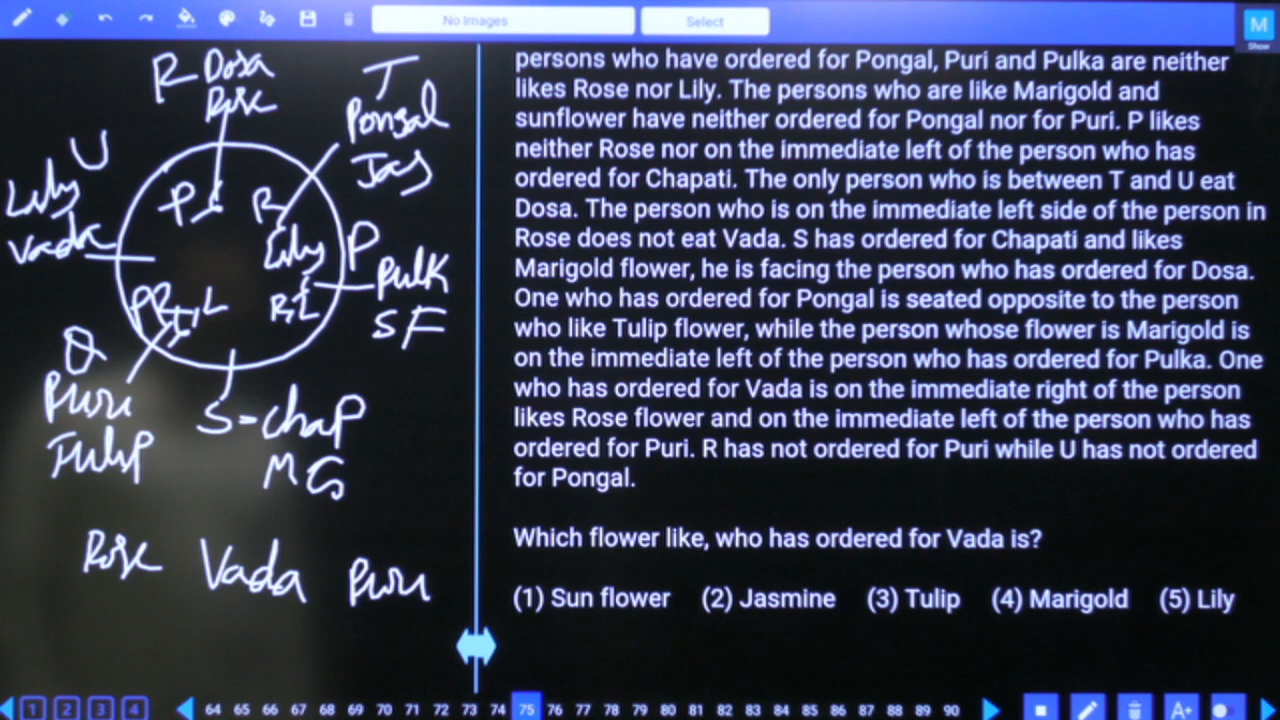 No Images
Select
M
Show
R Dosa
Rose
T
Pongal
Jas
U
Lily
Vada
P
R
Lily
P
Pulk
SF
Q
Puri
Tulip
S = Chap
MG
Rose Vada Puri
persons who have ordered for Pongal, Puri and Pulka are neither
likes Rose nor Lily. The persons who are like Marigold and
sunflower have neither ordered for Pongal nor for Puri. P likes
neither Rose nor on the immediate left of the person who has
ordered for Chapati. The only person who is between T and U eat
Dosa. The person who is on the immediate left side of the person in
Rose does not eat Vada. S has ordered for Chapati and likes
Marigold flower, he is facing the person who has ordered for Dosa.
One who has ordered for Pongal is seated opposite to the person
who like Tulip flower, while the person whose flower is Marigold is
on the immediate left of the person who has ordered for Pulka. One
who has ordered for Vada is on the immediate right of the person
likes Rose flower and on the immediate left of the person who has
ordered for Puri. R has not ordered for Puri while U has not ordered
for Pongal.
Which flower like, who has ordered for Vada is?
(1) Sun flower (2) Jasmine (3) Tulip (4) Marigold (5) Lily
1 2 3 4 64 65 66 67 68 69 70 71 72 73 74 75 76 77 78 79 80 81 82 83 84 85 86 87 88 89 90 A+